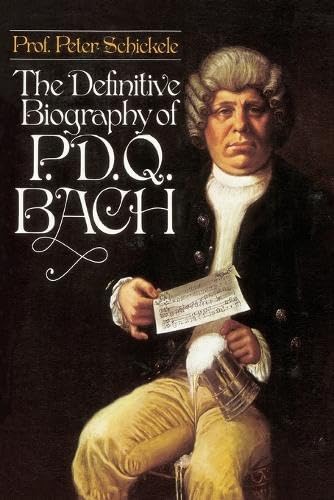 Prof. Peter Schickele
The Definitive
Biography of
P.D.Q.
BACH